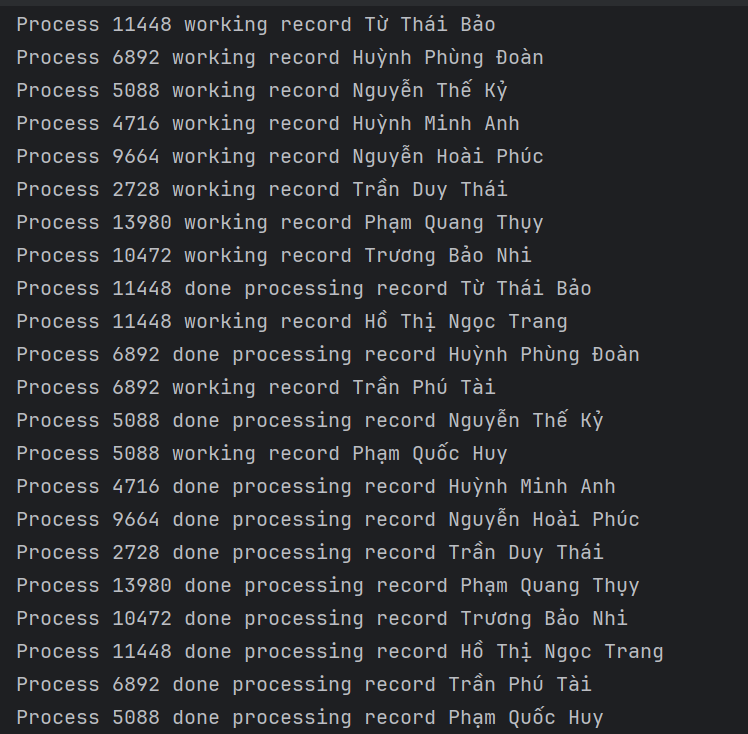 Process 11448 working record Từ Thái Bảo
Process 6892 working record Huỳnh Phùng Đoàn
Process 5088 working record Nguyễn Thế Kỷ
Process 4716 working record Huỳnh Minh Anh
Process 9664 working record Nguyễn Hoài Phúc
Process 2728 working record Trần Duy Thái
Process 13980 working record Phạm Quang Thụy
Process 10472 working record Trương Bảo Nhi
Process 11448 done processing record Từ Thái Bảo
Process 11448 working record Hồ Thị Ngọc Trang
Process 6892 done processing record Huỳnh Phùng Đoàn
Process 6892 working record Trần Phú Tài
Process 5088 done processing record Nguyễn Thế Kỷ
Process 5088 working record Phạm Quốc Huy
Process 4716 done processing record Huỳnh Minh Anh
Process 9664 done processing record Nguyễn Hoài Phúc
Process 2728 done processing record Trần Duy Thái
Process 13980 done processing record Phạm Quang Thụy
Process 10472 done processing record Trương Bảo Nhi
Process 11448 done processing record Hồ Thị Ngọc Trang
Process 6892 done processing record Trần Phú Tài
Process 5088 done processing record Phạm Quốc Huy